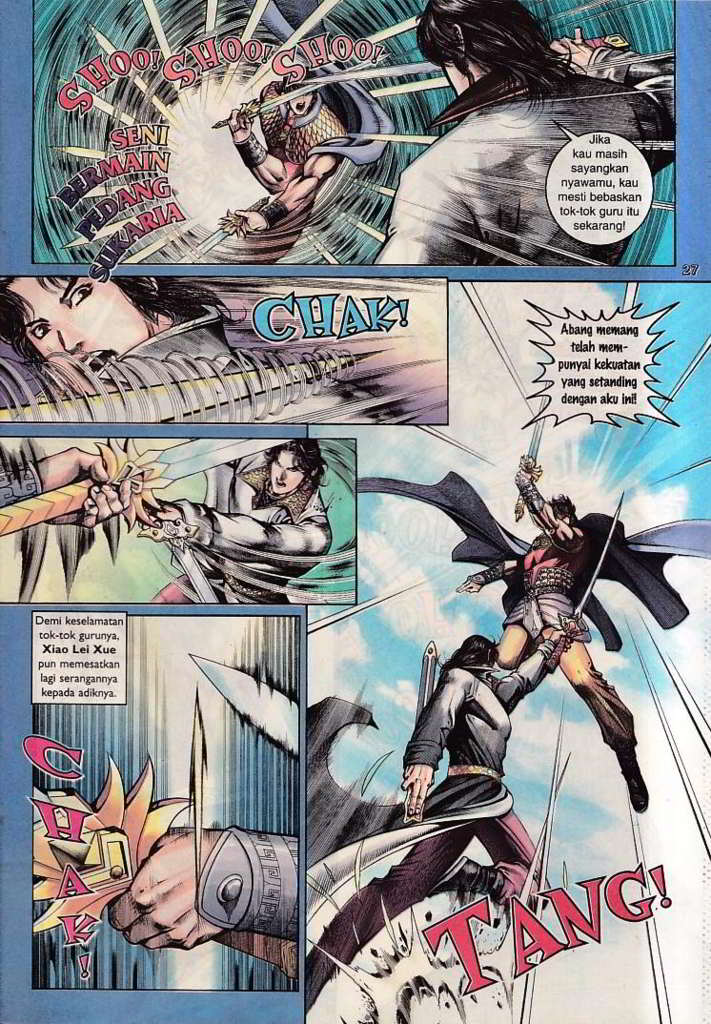 SHOO! SHOO! SHOO!
SENI
BERMAIN
PEDANG
SUKARIA
Jika
kau masih
sayangkan
nyawamu, kau
mesti bebaskan
tok-tok guru itu
sekarang!
27
CHAK!
Abang memang
telah mem-
punyai kekuatan
yang setanding
dengan aku ini!
Demi keselamatan
tok-tok gurunya,
Xiao Lei Xue
pun memesatkan
lagi serangannya
kepada adiknya.
CHAK!
TANG!